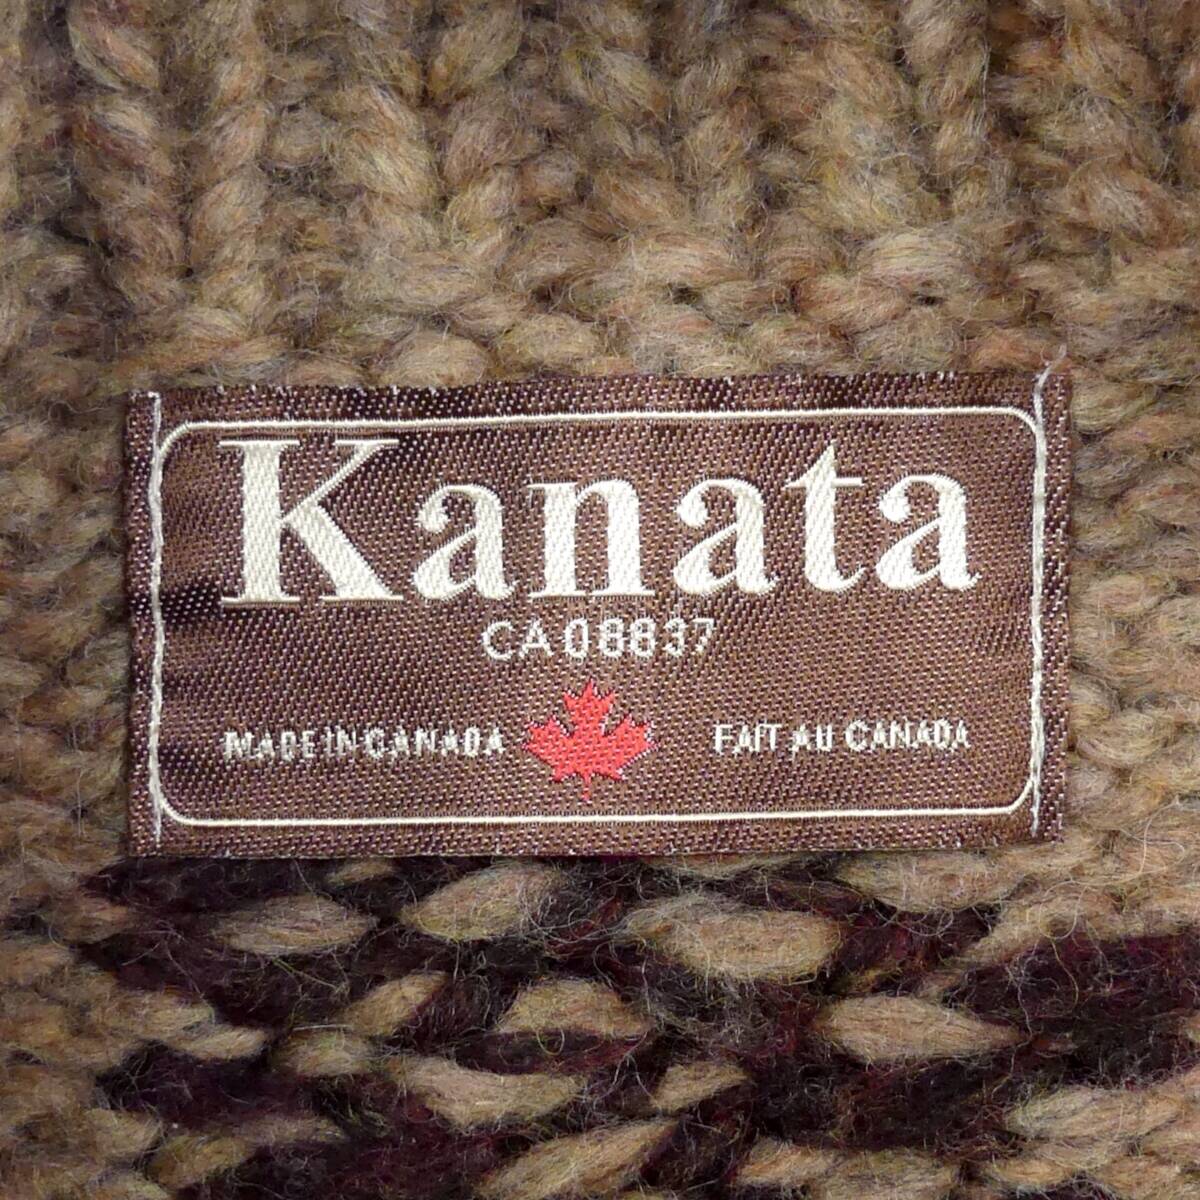 Kanata
CA 08837
MADE IN CANADA FAIT AU CANADA